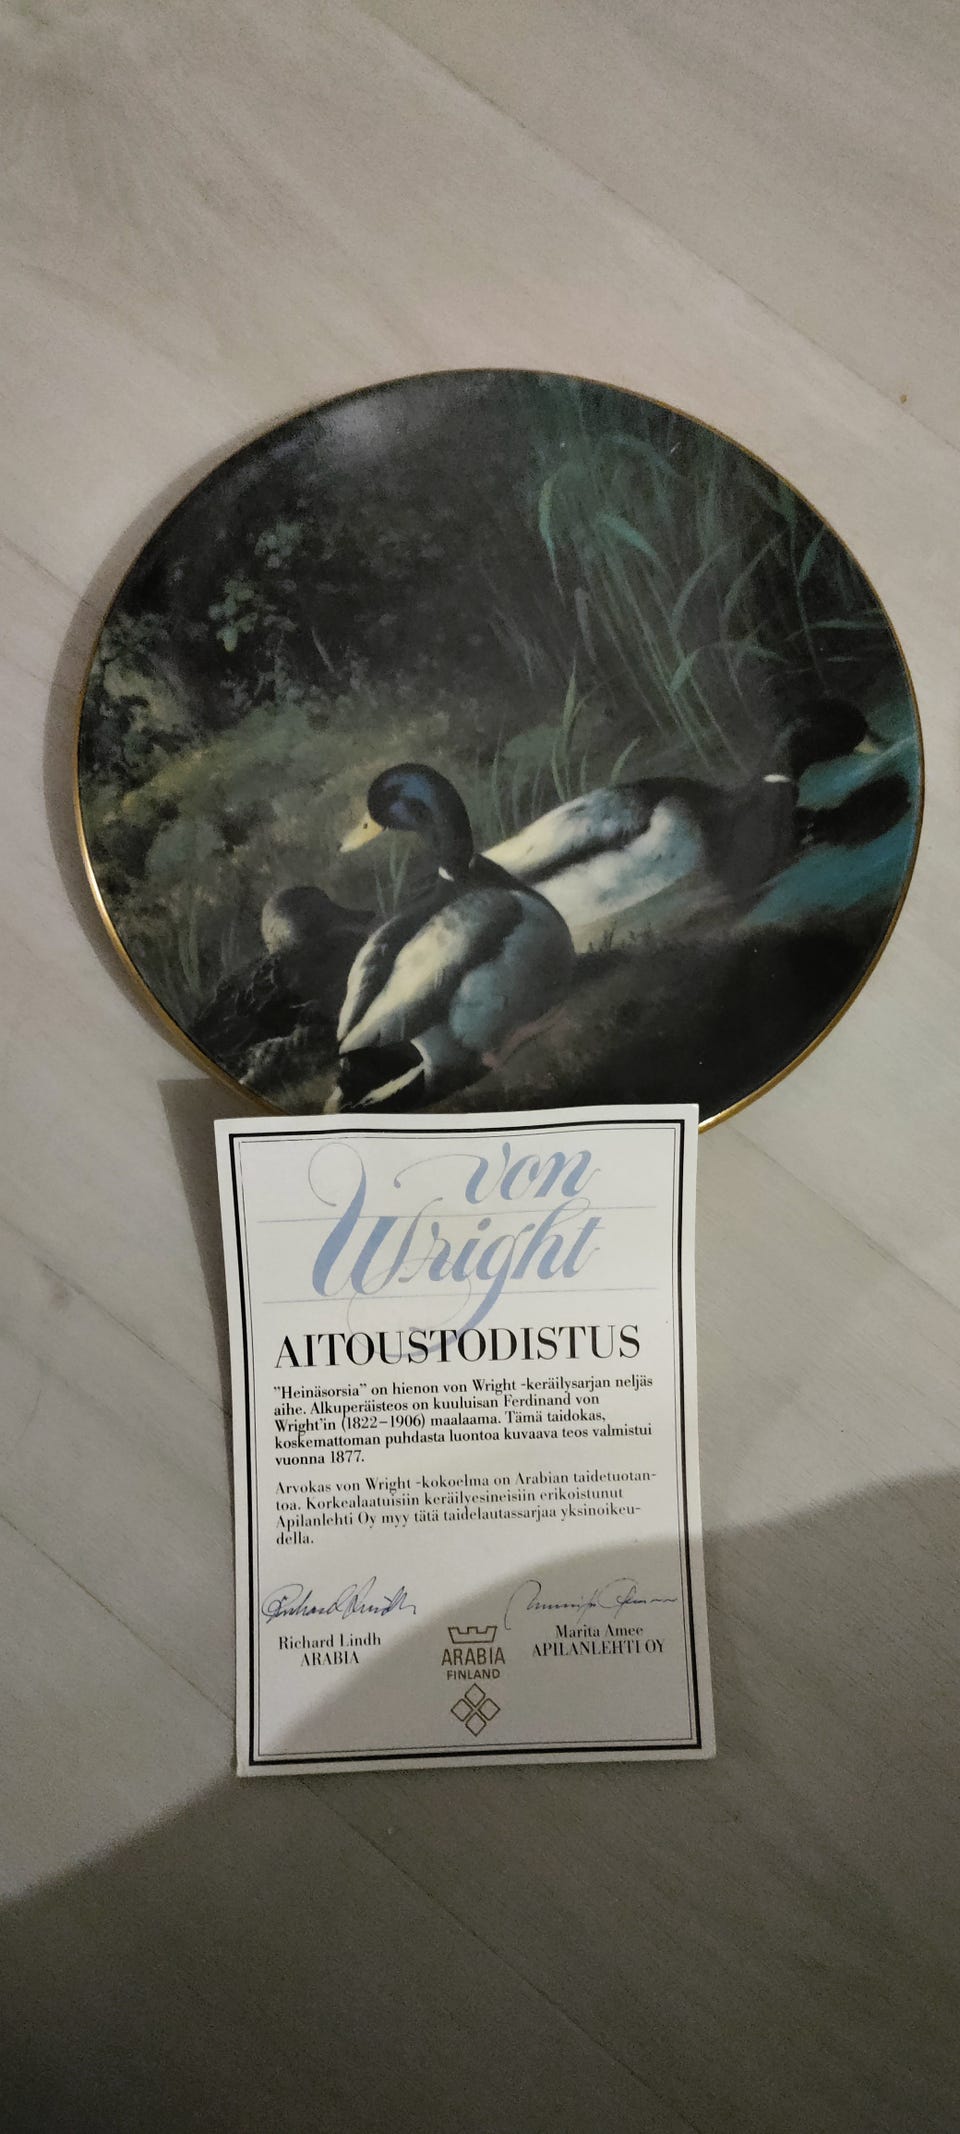 von
Wright
AITOUSTODISTUS
"Heinäsorsia" on hienon von Wright -keräilysarjan neljäs
aihe. Alkuperäisteos on kuuluisan Ferdinand von
Wright'in (1822–1906) maalaama. Tämä taidokas,
koskemattoman puhdasta luontoa kuvaava teos valmistui
vuonna 1877.
Arvokas von Wright -kokoelma on Arabian taidetuotan-
toa. Korkealaatuisiin keräilyesineisiin erikoistunut
Apilanlehti Oy myy tätä taidelautassarjaa yksinoikeu-
della.
Richard Lindh
ARABIA
ARABIA
FINLAND
Marita Amee
APILANLEHTI OY